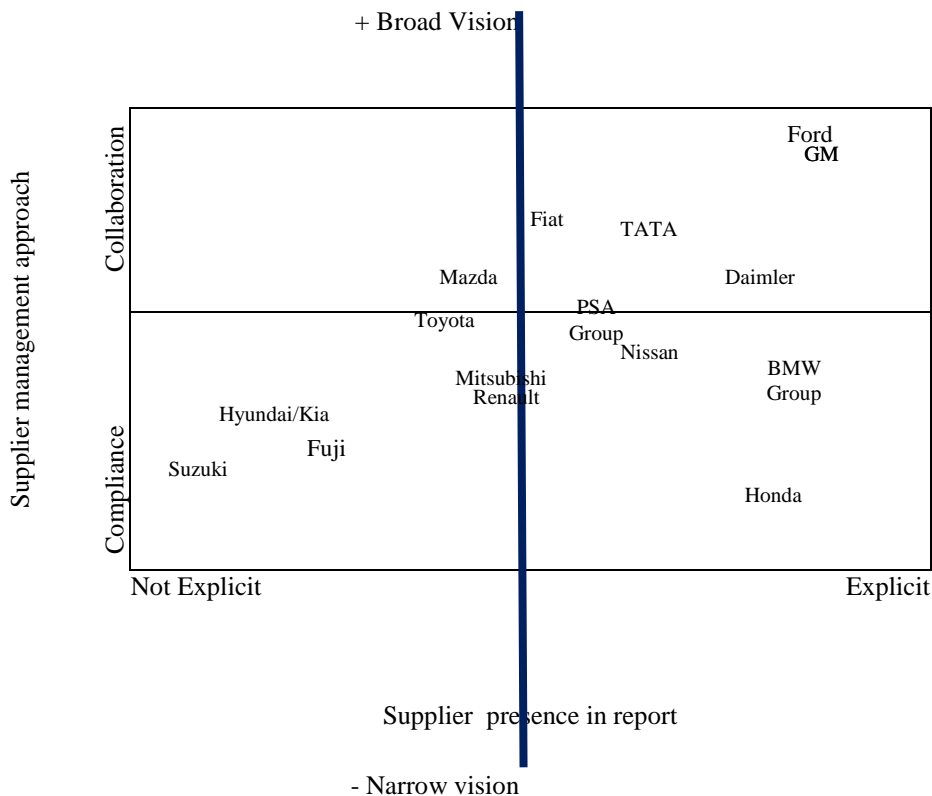 + Broad Vision
Supplier management approach
Collaboration
Compliance
Ford
GM
Fiat
TATA
Mazda
Daimler
PSA
Group
Toyota
Nissan
Mitsubishi
Renault
BMW
Group
Hyundai/Kia
Fuji
Suzuki
Honda
Not Explicit
Explicit
Supplier presence in report
- Narrow vision